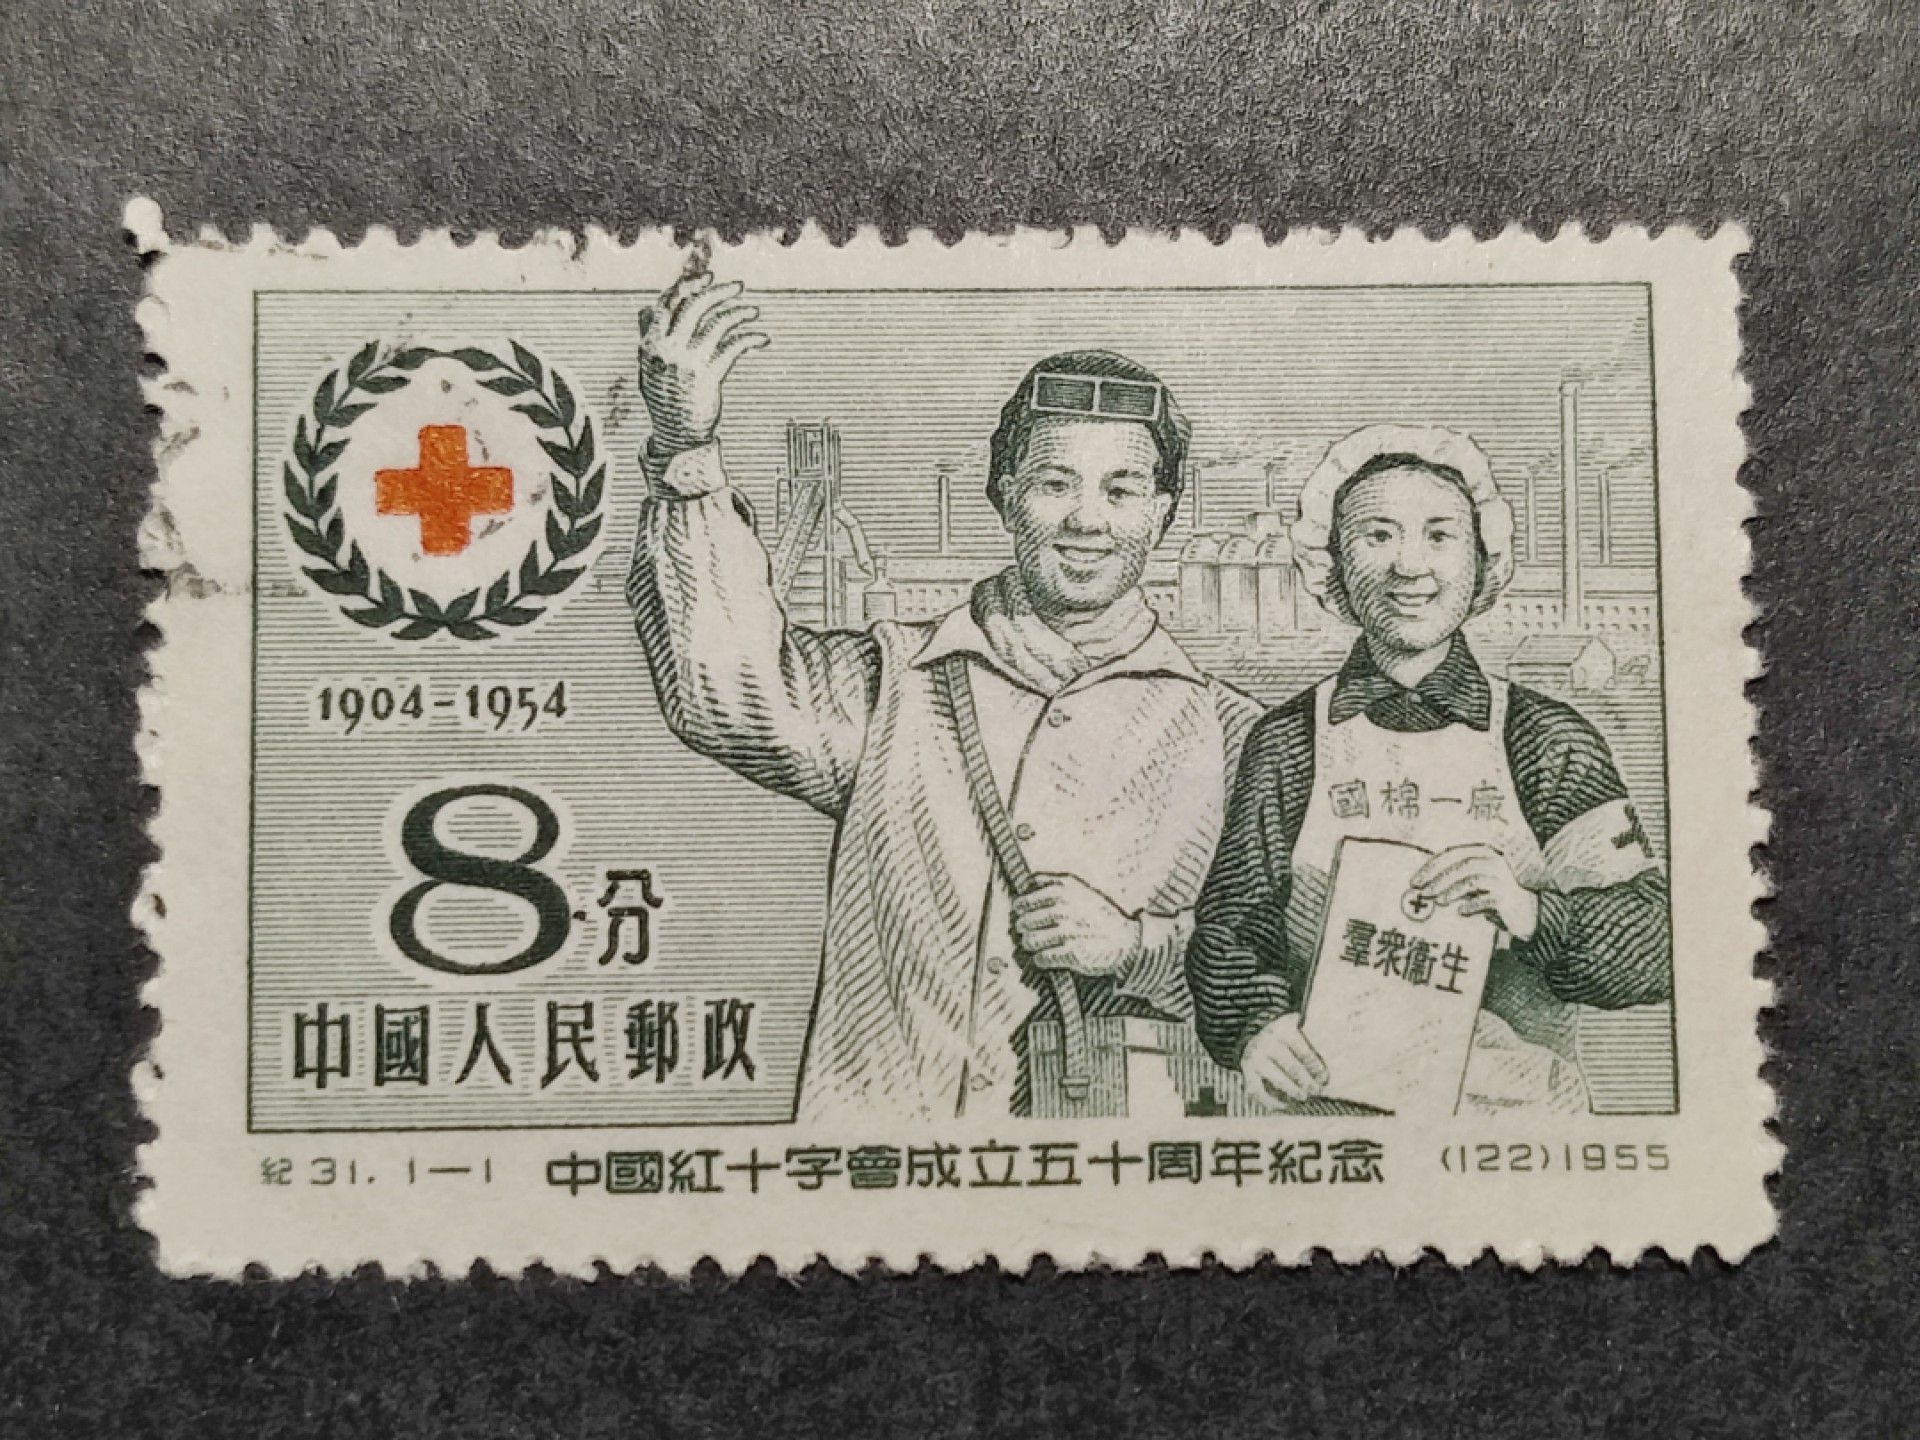 1904-1954
8分
中國人民郵政
國棉一廠
羣衆衞生
紀31. 1—1 中國紅十字會成立五十周年紀念 (122)1955